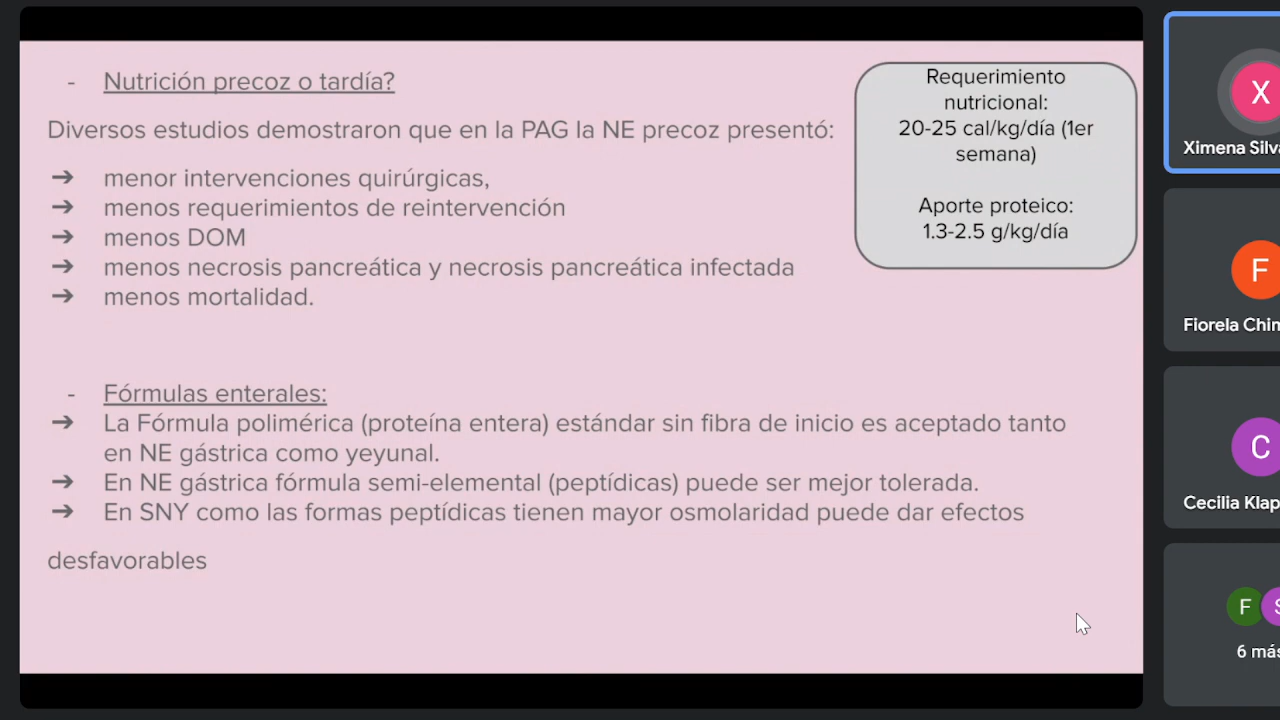 - Nutrición precoz o tardía?
Diversos estudios demostraron que en la PAG la NE precoz presentó:
➔ menor intervenciones quirúrgicas,
➔ menos requerimientos de reintervención
➔ menos DOM
➔ menos necrosis pancreática y necrosis pancreática infectada
➔ menos mortalidad.
- Fórmulas enterales:
➔ La Fórmula polimérica (proteína entera) estándar sin fibra de inicio es aceptado tanto
en NE gástrica como yeyunal.
➔ En NE gástrica fórmula semi-elemental (peptídicas) puede ser mejor tolerada.
➔ En SNY como las formas peptídicas tienen mayor osmolaridad puede dar efectos
desfavorables
Requerimiento
nutricional:
20-25 cal/kg/día (1er
semana)
Aporte proteico:
1.3-2.5 g/kg/día
X
Ximena Silv
F
Fiorela Chin
C
Cecilia Klap
F S
6 más